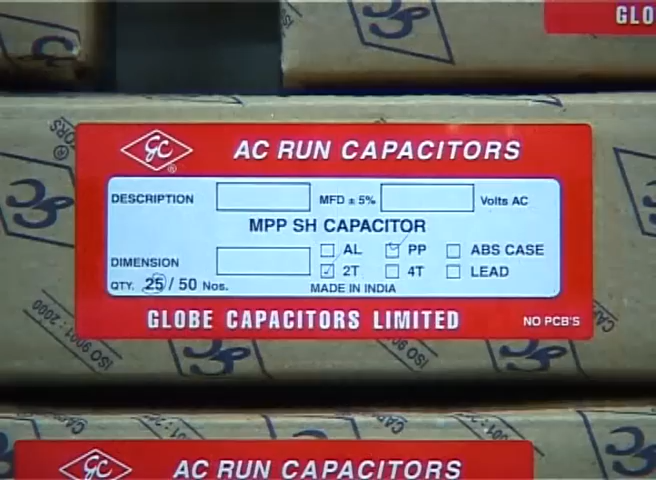 GLO
GC ®
AC RUN CAPACITORS
DESCRIPTION MFD ± 5% Volts AC
MPP SH CAPACITOR
AL PP ABS CASE
DIMENSION
2T 4T LEAD
QTY. 25 / 50 Nos. MADE IN INDIA
GLOBE CAPACITORS LIMITED NO PCB'S
ISO 9001 : 2000
GC AC RUN CAPACITORS